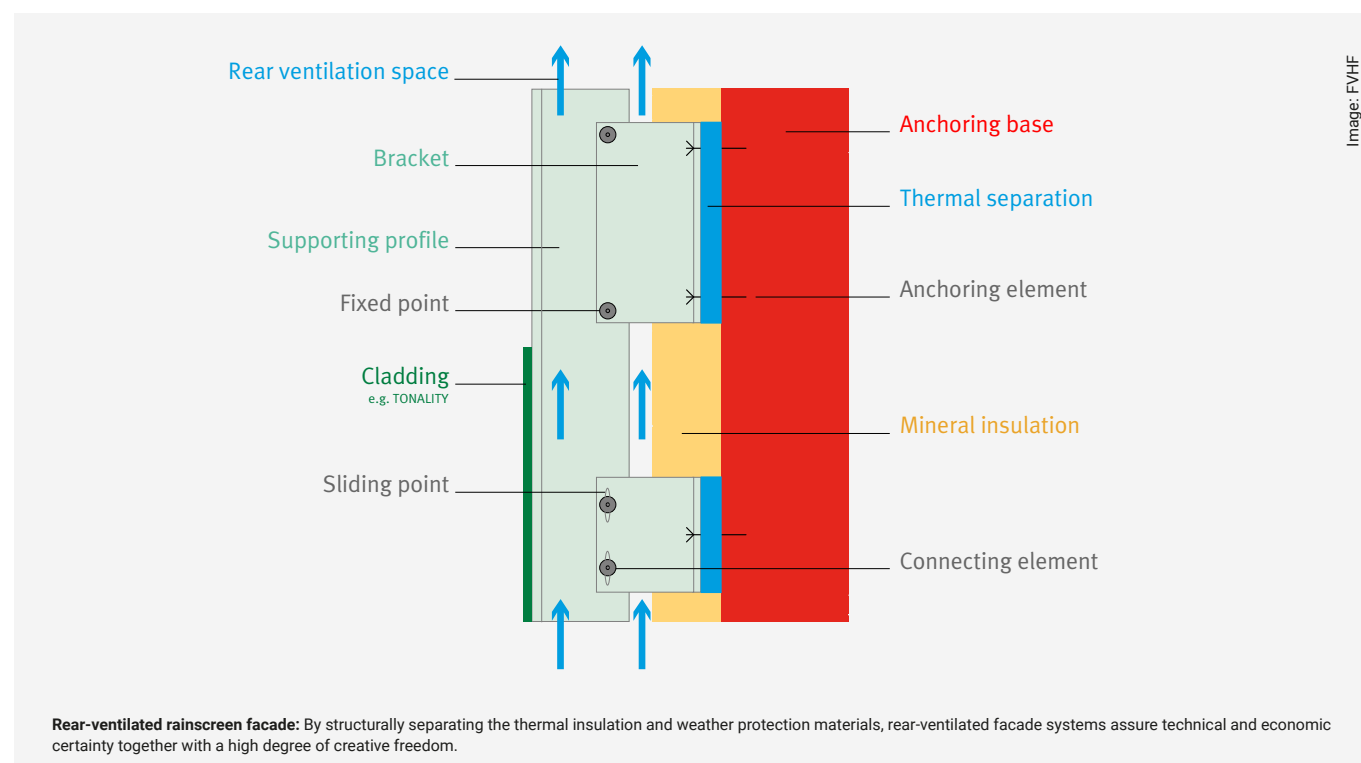 Rear ventilation space
Bracket
Supporting profile
Fixed point
Cladding
e.g. TONALITY
Sliding point
Anchoring base
Thermal separation
Anchoring element
Mineral insulation
Connecting element
Image: FVHF
Rear-ventilated rainscreen facade: By structurally separating the thermal insulation and weather protection materials, rear-ventilated facade systems assure technical and economic
certainty together with a high degree of creative freedom.